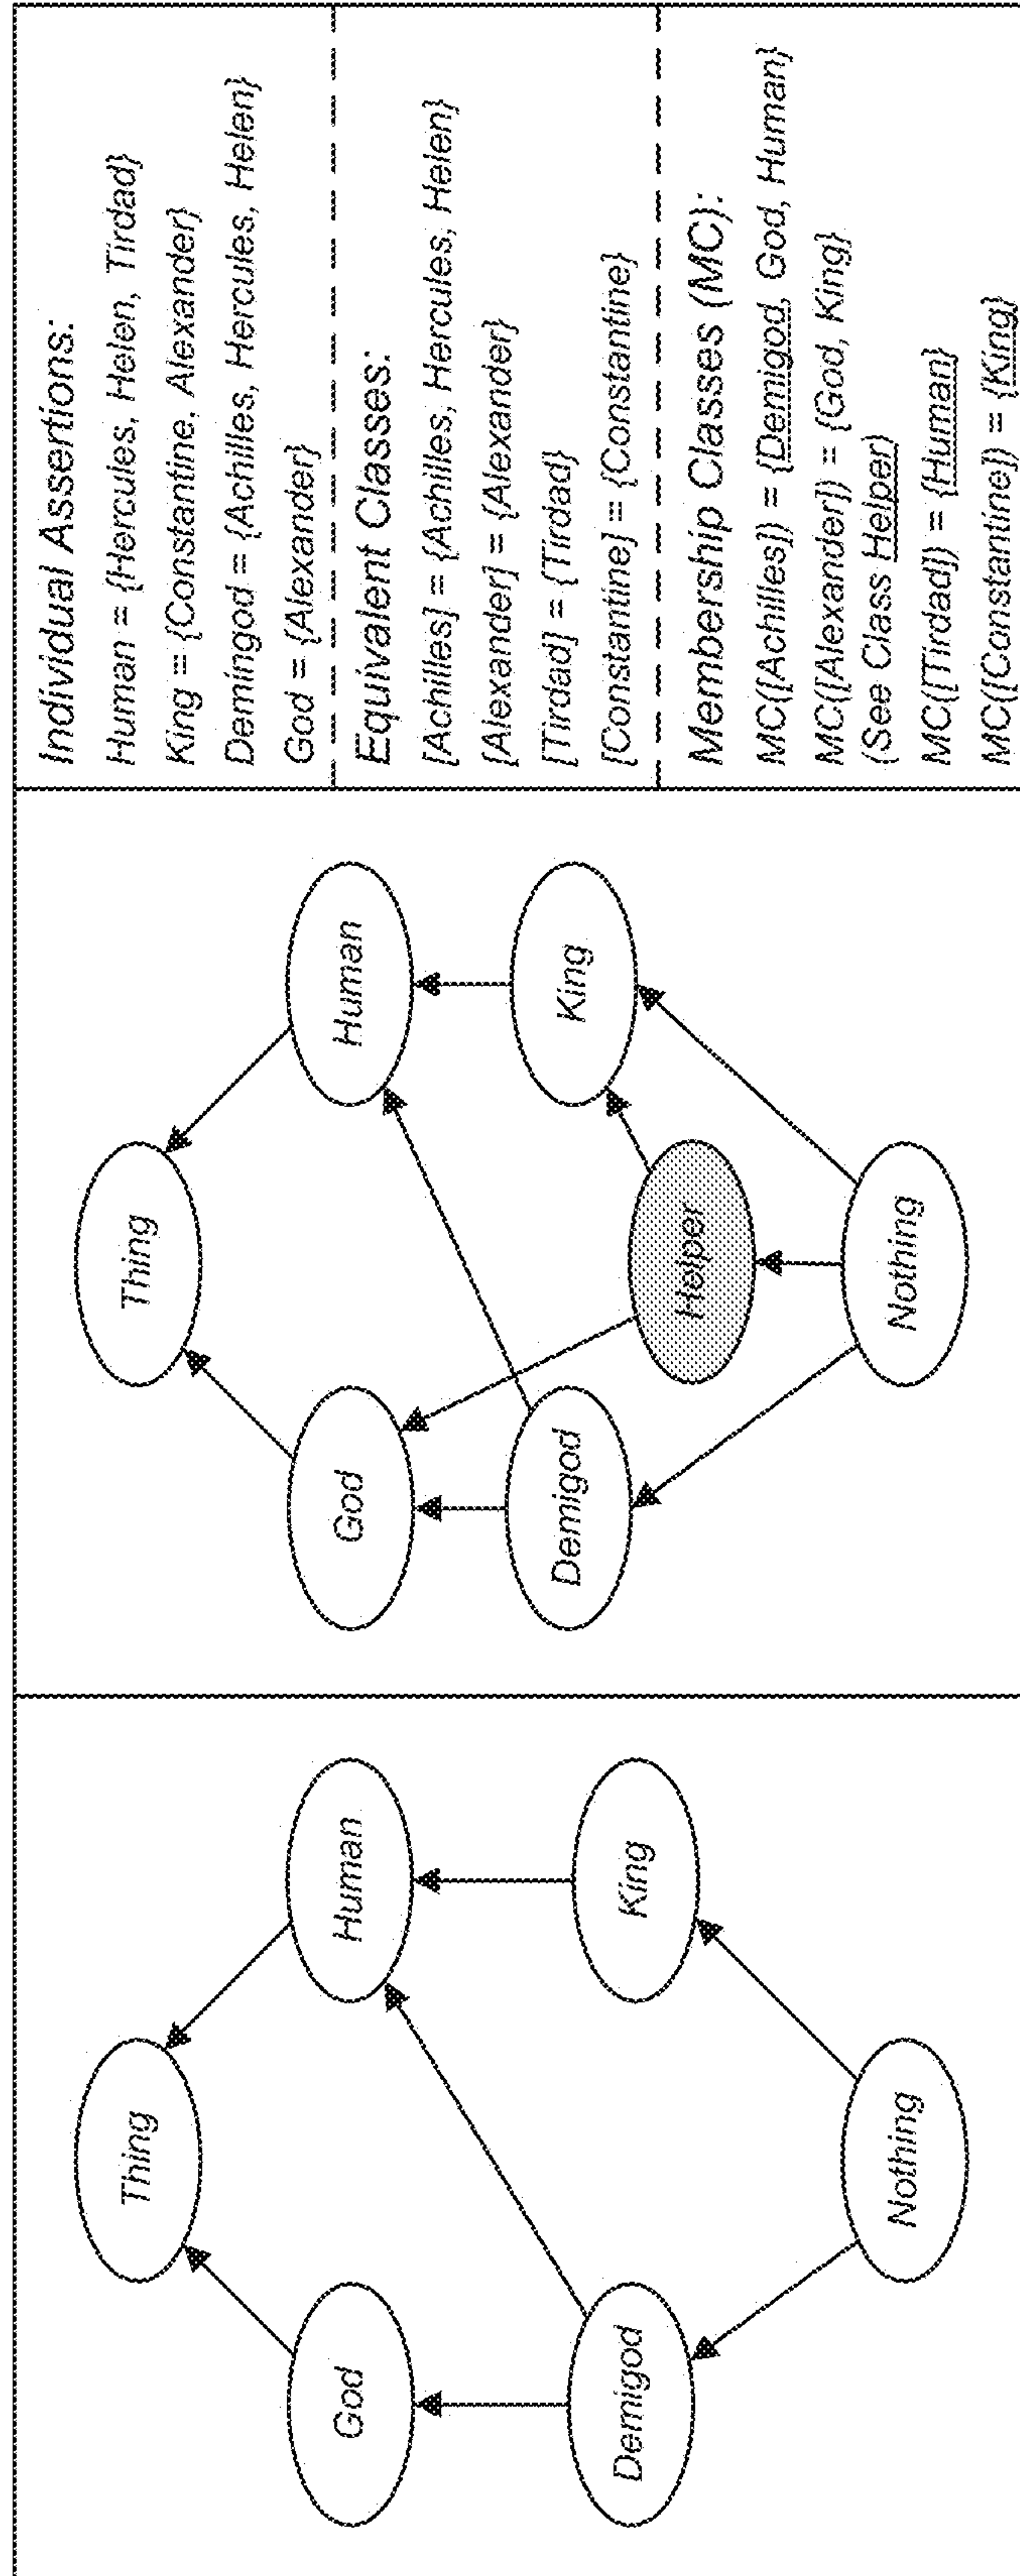 Thing
God
Human
Demigod
King
Nothing
Thing
God
Human
Demigod
King
Helper
Nothing
Individual Assertions:
Human = {Hercules, Helen, Tirdad}
King = {Constantine, Alexander}
Demingod = {Achilles, Hercules, Helen}
God = {Alexander}
Equivalent Classes:
[Achilles] = {Achilles, Hercules, Helen}
[Alexander] = {Alexander}
[Tirdad] = {Tirdad}
[Constantine] = {Constantine}
Membership Classes (MC):
MC([Achilles]) = {Demigod, God, Human}
MC([Alexander]) = {God, King}
(See Class Helper)
MC([Tirdad]) = {Human}
MC([Constantine]) = {King}